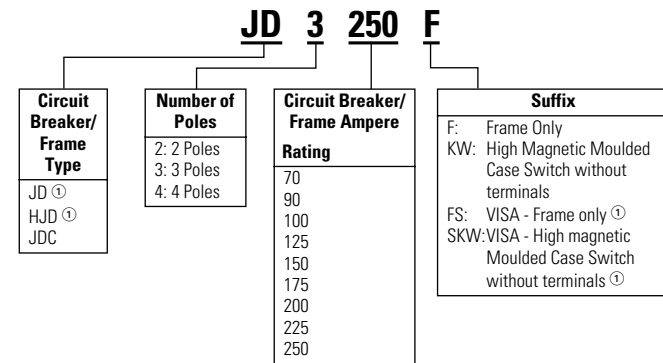 JD 3 250 F
Circuit
Breaker/
Frame
Type
JD ①
HJD ①
JDC
Number of
Poles
2: 2 Poles
3: 3 Poles
4: 4 Poles
Circuit Breaker/
Frame Ampere
Rating
70
90
100
125
150
175
200
225
250
Suffix
F: Frame Only
KW: High Magnetic Moulded
Case Switch without
terminals
FS: VISA - Frame only ①
SKW:VISA - High magnetic
Moulded Case Switch
without terminals ①